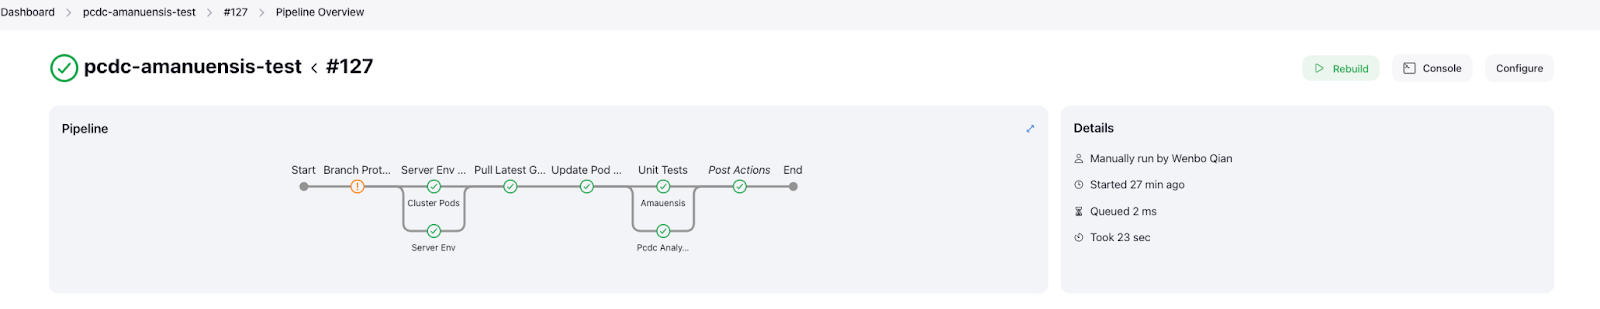 Dashboard > pcdc-amanuensis-test > #127 > Pipeline Overview
pcdc-amanuensis-test < #127
Rebuild
Console
Configure
Pipeline
Start Branch Prot... Server Env ... Pull Latest G... Update Pod ... Unit Tests Post Actions End
Cluster Pods
Amauensis
Server Env
Pcdc Analy...
Details
Manually run by Wenbo Qian
Started 27 min ago
Queued 2 ms
Took 23 sec